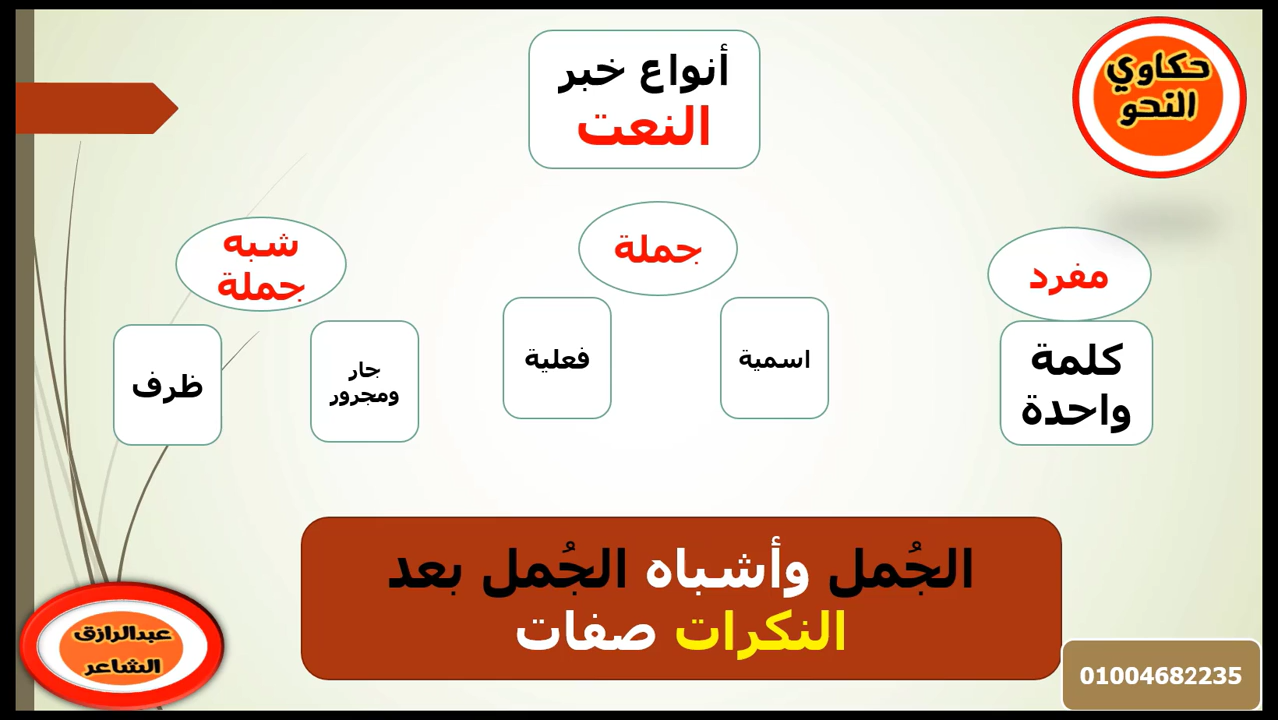 أنواع خبر
النعت
حكاوي
النحو
مفرد
كلمة
واحدة
جملة
اسمية
فعلية
شبه
جملة
جار
ومجرور
ظرف
الجُمل وأشباه الجُمل بعد
النكرات صفات
عبدالرازق
الشاعر
01004682235